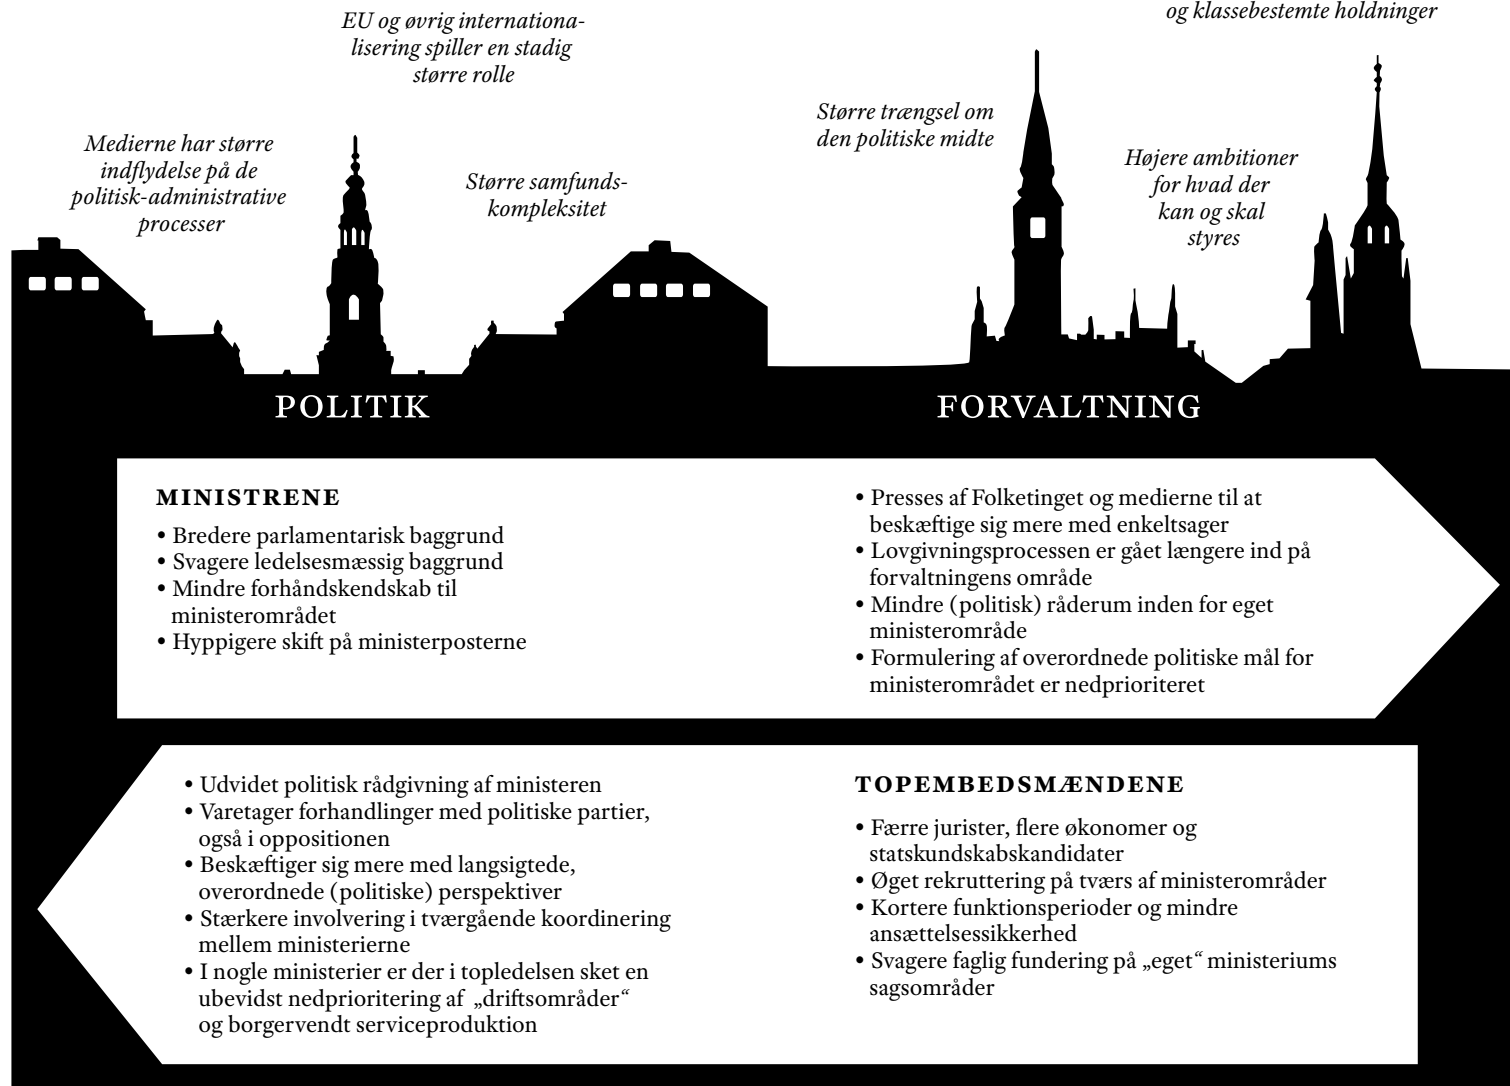 og klassebestemte holdninger
EU og øvrig internationa-
lisering spiller en stadig
større rolle
Større trængsel om
den politiske midte
Medierne har større
indflydelse på de
politisk-administrative
processer
Større samfunds-
kompleksitet
Højere ambitioner
for hvad der
kan og skal
styres
POLITIK
FORVALTNING
MINISTRENE
• Bredere parlamentarisk baggrund
• Svagere ledelsesmæssig baggrund
• Mindre forhåndskendskab til
ministerområdet
• Hyppigere skift på ministerposterne
• Presses af Folketinget og medierne til at
beskæftige sig mere med enkeltsager
• Lovgivningsprocessen er gået længere ind på
forvaltningens område
• Mindre (politisk) råderum inden for eget
ministerområde
• Formulering af overordnede politiske mål for
ministerområdet er nedprioriteret
• Udvidet politisk rådgivning af ministeren
• Varetager forhandlinger med politiske partier,
også i oppositionen
• Beskæftiger sig mere med langsigtede,
overordnede (politiske) perspektiver
• Stærkere involvering i tværgående koordinering
mellem ministerierne
• I nogle ministerier er der i topledelsen sket en
ubevidst nedprioritering af „driftsområder“
og borgervendt serviceproduktion
TOPEMBEDSMÆNDENE
• Færre jurister, flere økonomer og
statskundskabskandidater
• Øget rekruttering på tværs af ministerområder
• Kortere funktionsperioder og mindre
ansættelsessikkerhed
• Svagere faglig fundering på „eget“ ministeriums
sagsområder